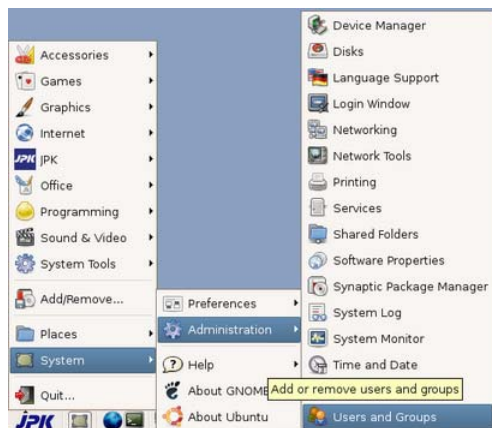 Accessories
Games
Graphics
Internet
JPK JPK
Office
Programming
Sound & Video
System Tools
Add/Remove...
Places
System
Quit...
JPK
Preferences
Administration
Help
About GNOME
About Ubuntu
Device Manager
Disks
Language Support
Login Window
Networking
Network Tools
Printing
Services
Shared Folders
Software Properties
Synaptic Package Manager
System Log
System Monitor
Time and Date
Add or remove users and groups
Users and Groups